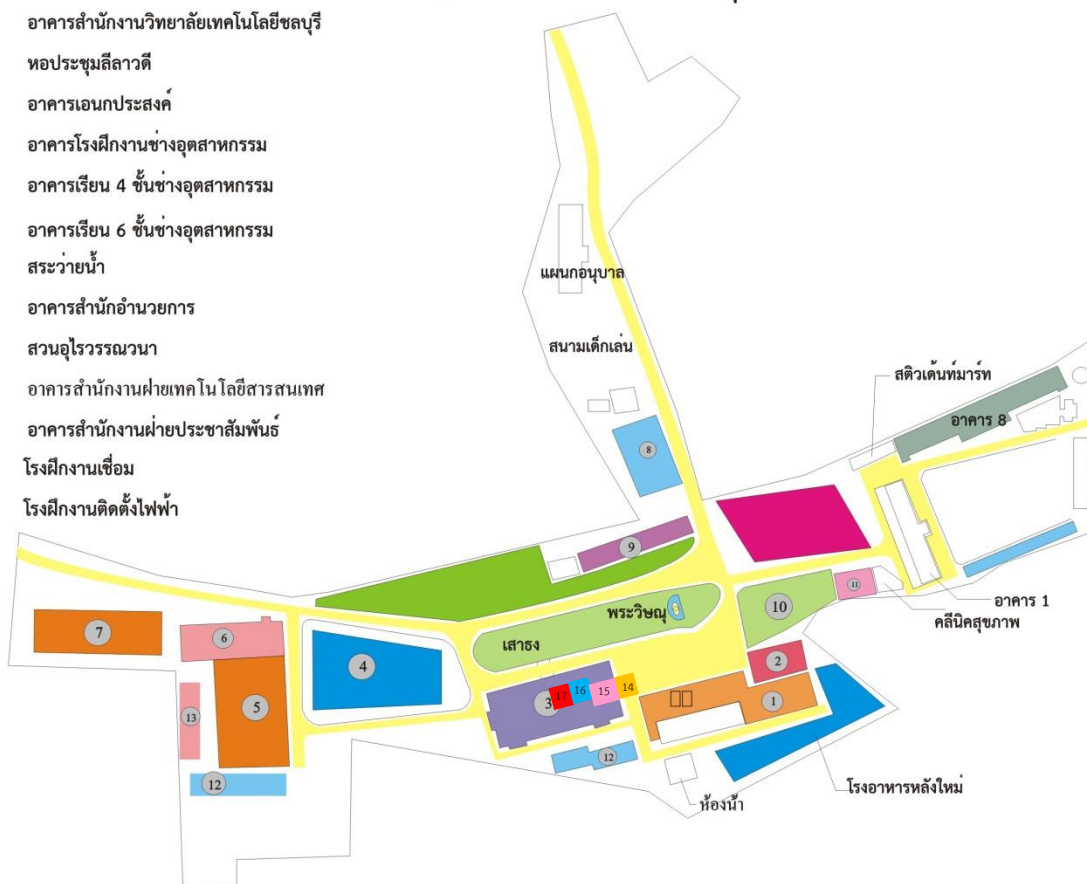 อาคารสำนักงานวิทยาลัยเทคโนโลยีชลบุรี
หอประชุมลีลาวดี
อาคารเอนกประสงค์
อาคารโรงฝึกงานช่างอุตสาหกรรม
อาคารเรียน 4 ชั้นช่างอุตสาหกรรม
อาคารเรียน 6 ชั้นช่างอุตสาหกรรม
สระว่ายน้ำ
อาคารสำนักอำนวยการ
สวนอุไรวรรณวนา
อาคารสำนักงานฝ่ายเทคโนโลยีสารสนเทศ
อาคารสำนักงานฝ่ายประชาสัมพันธ์
โรงฝึกงานเชื่อม
โรงฝึกงานติดตั้งไฟฟ้า
แผนกอนุบาล
สนามเด็กเล่น
สติวเด้นท์มาร์ท
อาคาร 8
8
9
11
อาคาร 1
คลีนิคสุขภาพ
10
พระวิษณุ
เสาธง
7
6
4
2
5
13
3
17
16
15
14
1
12
12
โรงอาหารหลังใหม่
ห้องน้ำ